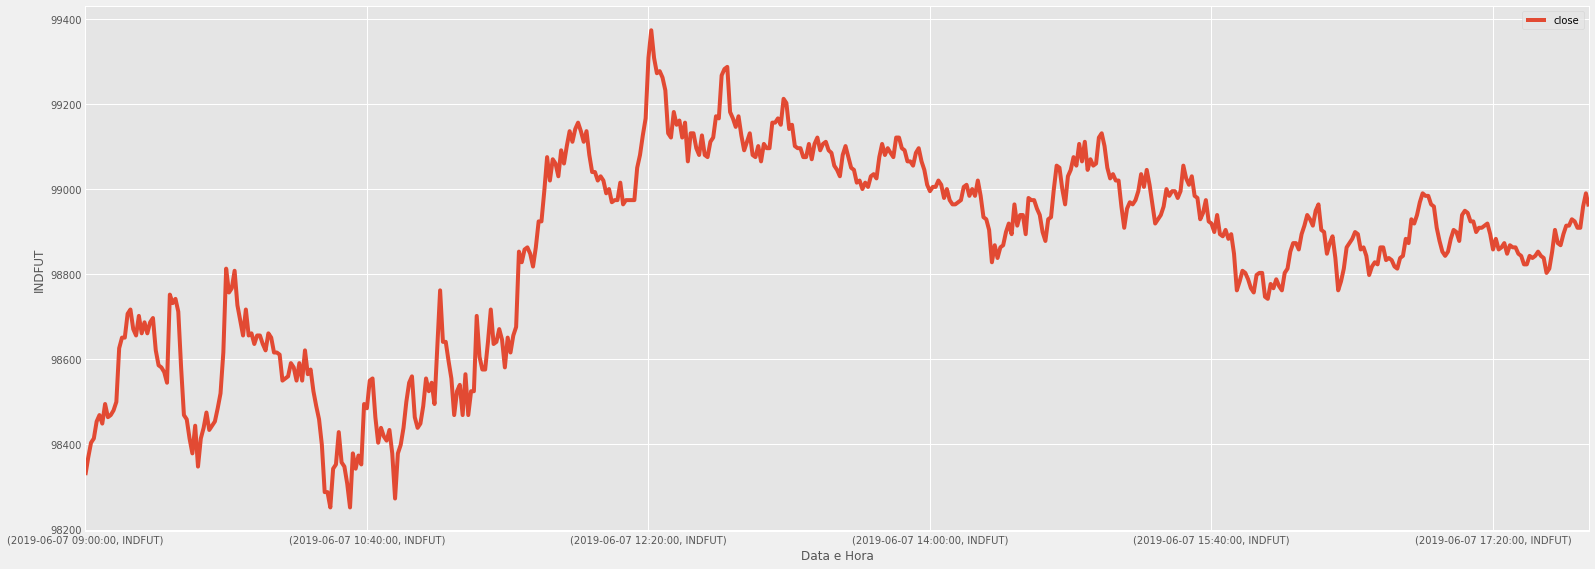 close
99400
99200
99000
98800
98600
98400
98200
INDFUT
(2019-06-07 09:00:00, INDFUT) (2019-06-07 10:40:00, INDFUT) (2019-06-07 12:20:00, INDFUT) (2019-06-07 14:00:00, INDFUT) (2019-06-07 15:40:00, INDFUT) (2019-06-07 17:20:00, INDFUT)
Data e Hora